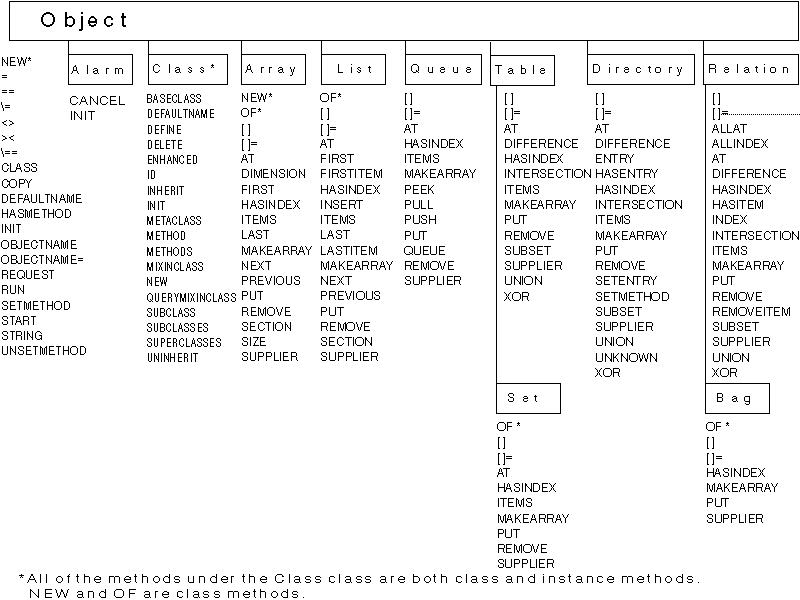 Object
NEW*
=
==
\=
<>
><
\==
CLASS
COPY
DEFAULTNAME
HASMETHOD
INIT
OBJECTNAME
OBJECTNAME=
REQUEST
RUN
SETMETHOD
START
STRING
UNSETMETHOD
Alarm
CANCEL
INIT
Class*
BASECLASS
DEFAULTNAME
DEFINE
DELETE
ENHANCED
ID
INHERIT
INIT
METACLASS
METHOD
METHODS
MIXINCLASS
NEW
QUERYMIXINCLASS
SUBCLASS
SUBCLASSES
SUPERCLASSES
UNINHERIT
Array
NEW*
OF*
[]
[]=
AT
DIMENSION
FIRST
HASINDEX
ITEMS
LAST
MAKEARRAY
NEXT
PREVIOUS
PUT
REMOVE
SECTION
SIZE
SUPPLIER
List
OF*
[]
[]=
AT
FIRST
FIRSTITEM
HASINDEX
INSERT
ITEMS
LAST
LASTITEM
MAKEARRAY
NEXT
PREVIOUS
PUT
REMOVE
SECTION
SUPPLIER
Queue
[]
[]=
AT
HASINDEX
ITEMS
MAKEARRAY
PEEK
PULL
PUSH
PUT
QUEUE
REMOVE
SUPPLIER
Table
[]
[]=
AT
DIFFERENCE
HASINDEX
INTERSECTION
ITEMS
MAKEARRAY
PUT
REMOVE
SUBSET
SUPPLIER
UNION
XOR
Set
OF *
[]
[]=
AT
HASINDEX
ITEMS
MAKEARRAY
PUT
REMOVE
SUPPLIER
Directory
[]
[]=
AT
DIFFERENCE
ENTRY
HASENTRY
HASINDEX
INTERSECTION
ITEMS
MAKEARRAY
PUT
REMOVE
SETENTRY
SETMETHOD
SUBSET
SUPPLIER
UNION
UNKNOWN
XOR
Relation
[]
[]=
ALLAT
ALLINDEX
AT
DIFFERENCE
HASINDEX
HASITEM
INDEX
INTERSECTION
ITEMS
MAKEARRAY
PUT
REMOVE
REMOVEITEM
SUBSET
SUPPLIER
UNION
XOR
Bag
OF *
[]
[]=
HASINDEX
MAKEARRAY
PUT
SUPPLIER
*All of the methods under the Class class are both class and instance methods.
NEW and OF are class methods.